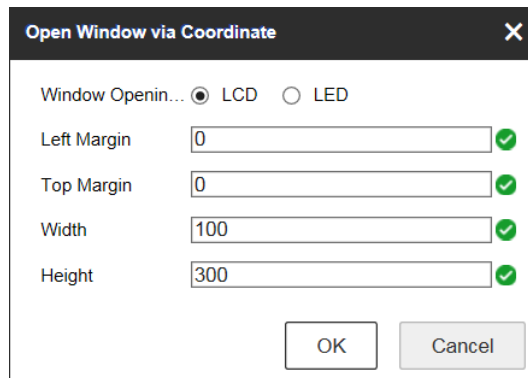 Open Window via Coordinate
Window Openin... LCD LED
Left Margin 0
Top Margin 0
Width 100
Height 300
OK Cancel